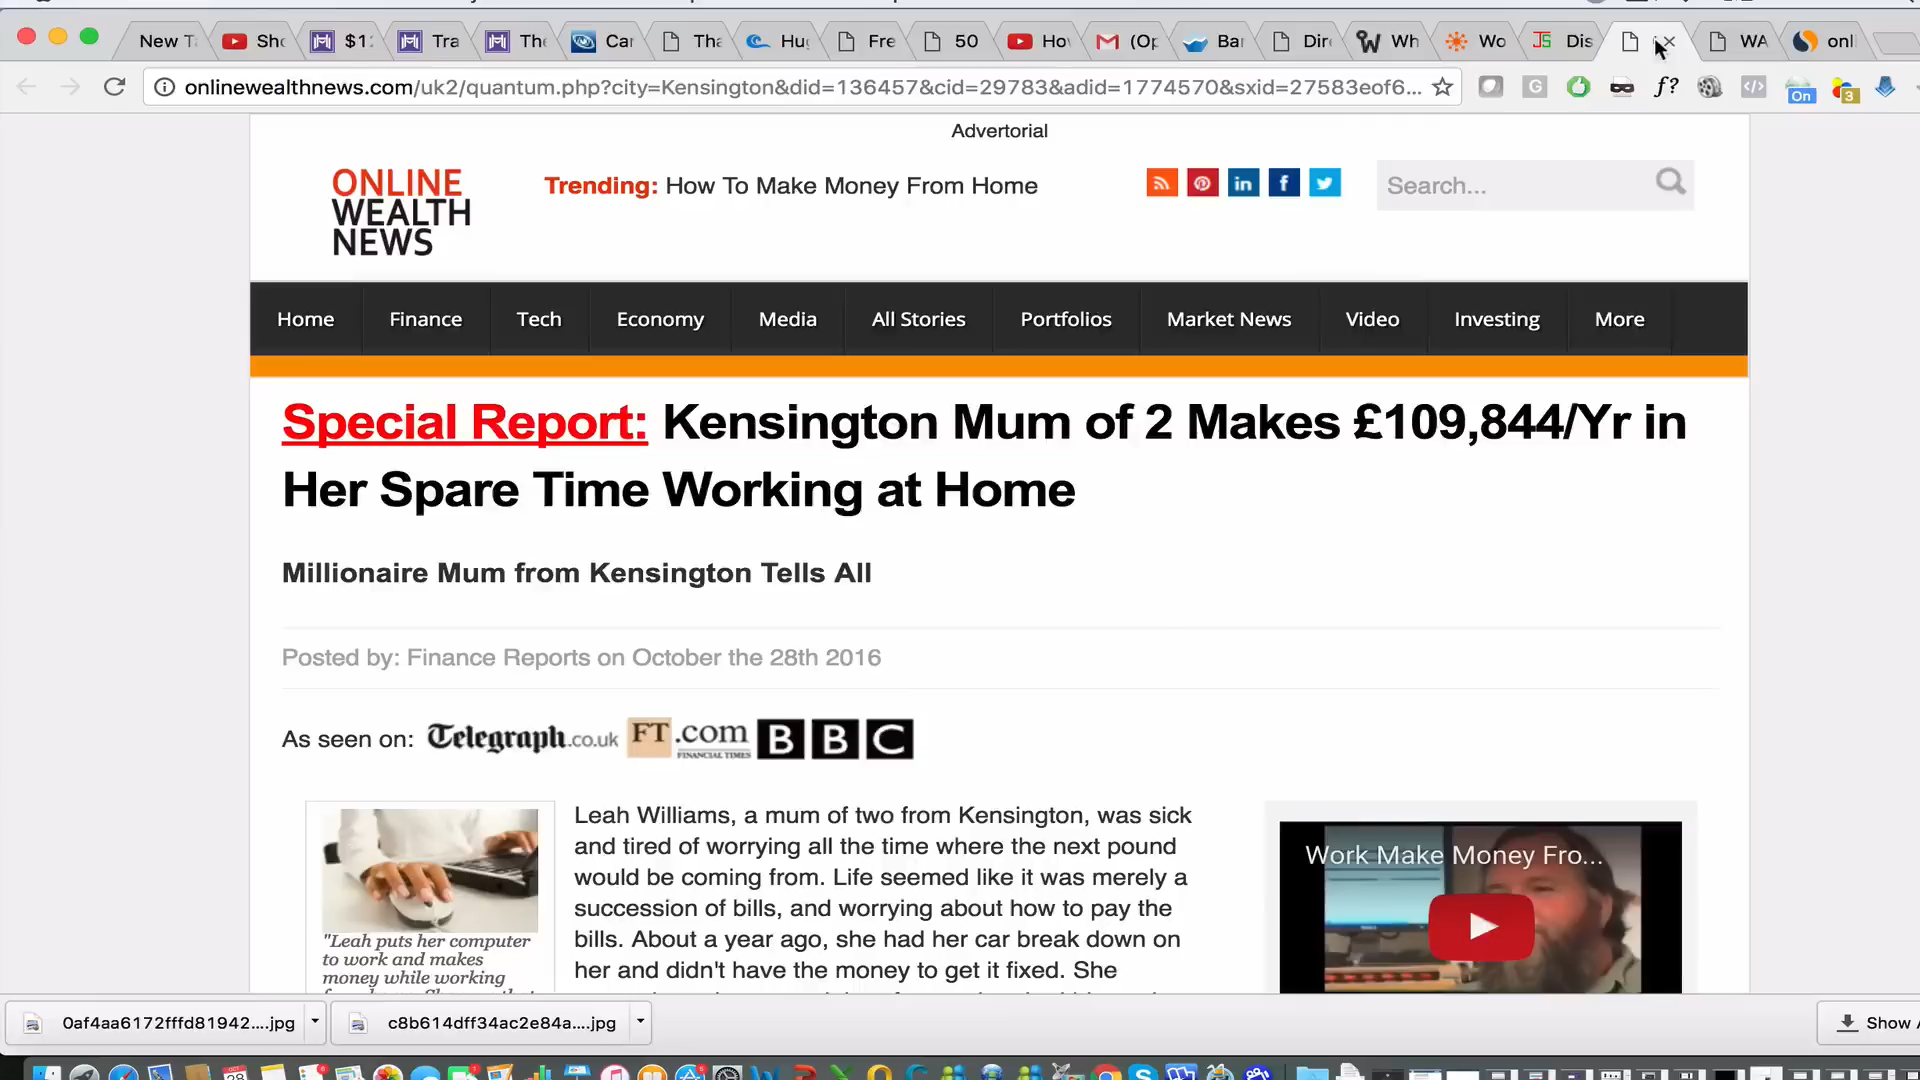 New T
Sho
$1
Tra
The
Car
Tha
Hug
Fre
50
Ho
(Op
Bar
Dir
Wh
Wo
Dis
WA
onl
onlinewealthnews.com/uk2/quantum.php?city=Kensington&did=136457&cid=29783&adid=1774570&sxid=27583eof6...
On
3
Advertorial
ONLINE
WEALTH
NEWS
Trending: How To Make Money From Home
Search...
Home Finance Tech Economy Media All Stories Portfolios Market News Video Investing More
Special Report: Kensington Mum of 2 Makes £109,844/Yr in
Her Spare Time Working at Home
Millionaire Mum from Kensington Tells All
Posted by: Finance Reports on October the 28th 2016
As seen on: Telegraph.co.uk FT.com FINANCIAL TIMES BBC
"Leah puts her computer
to work and makes
money while working
Leah Williams, a mum of two from Kensington, was sick
and tired of worrying all the time where the next pound
would be coming from. Life seemed like it was merely a
succession of bills, and worrying about how to pay the
bills. About a year ago, she had her car break down on
her and didn't have the money to get it fixed. She
Work Make Money Fro...
0af4aa6172fffd81942....jpg
c8b614dff34ac2e84a....jpg
Show